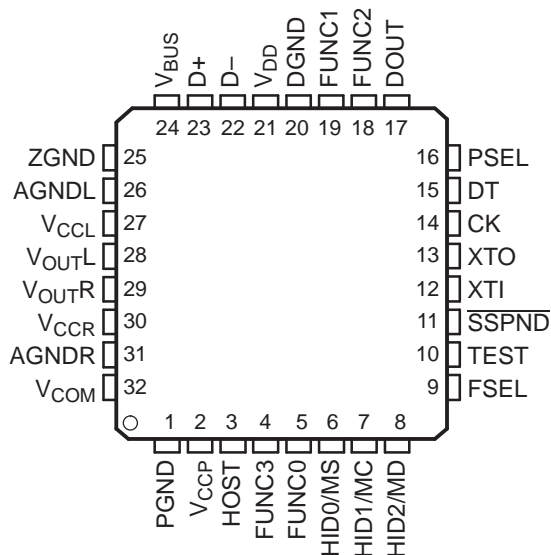 VBUS
D+
D–
VDD
DGND
FUNC1
FUNC2
DOUT
24 23 22 21 20 19 18 17
ZGND 25 16 PSEL
AGNDL 26 15 DT
VCCL 27 14 CK
VOUTL 28 13 XTO
VOUTR 29 12 XTI
VCCR 30 11 SSPND
AGNDR 31 10 TEST
VCOM 32 9 FSEL
1 2 3 4 5 6 7 8
PGND
VCCP
HOST
FUNC3
FUNC0
HID0/MS
HID1/MC
HID2/MD